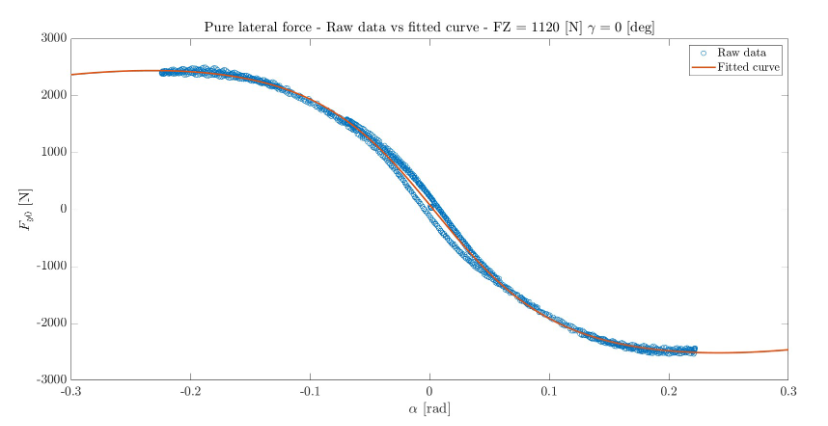 Pure lateral force - Raw data vs fitted curve - FZ = 1120 [N] γ = 0 [deg]
Raw data
Fitted curve
3000
2000
1000
0
-1000
-2000
-3000
F_y0 [-N]
-0.3 -0.2 -0.1 0 0.1 0.2 0.3
α [rad]